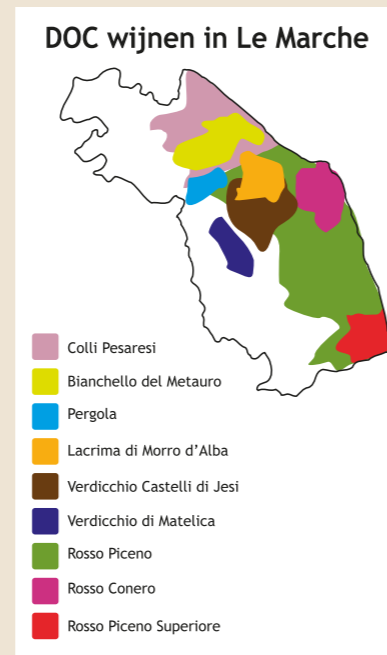 DOC wijnen in Le Marche
Colli Pesaresi
Bianchello del Metauro
Pergola
Lacrima di Morro d’Alba
Verdicchio Castelli di Jesi
Verdicchio di Matelica
Rosso Piceno
Rosso Conero
Rosso Piceno Superiore